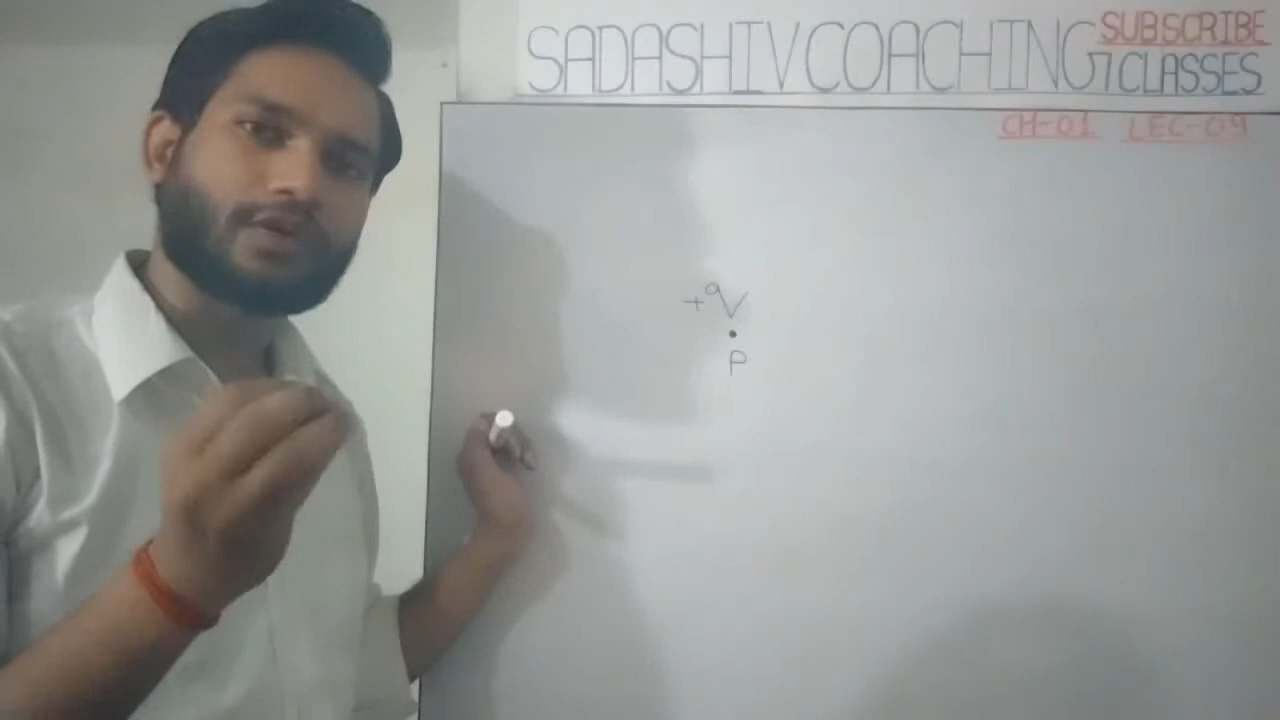 SADASHIV COACHING CLASSES
SUBSCRIBE
CH-01 LEC-09
+q V
P